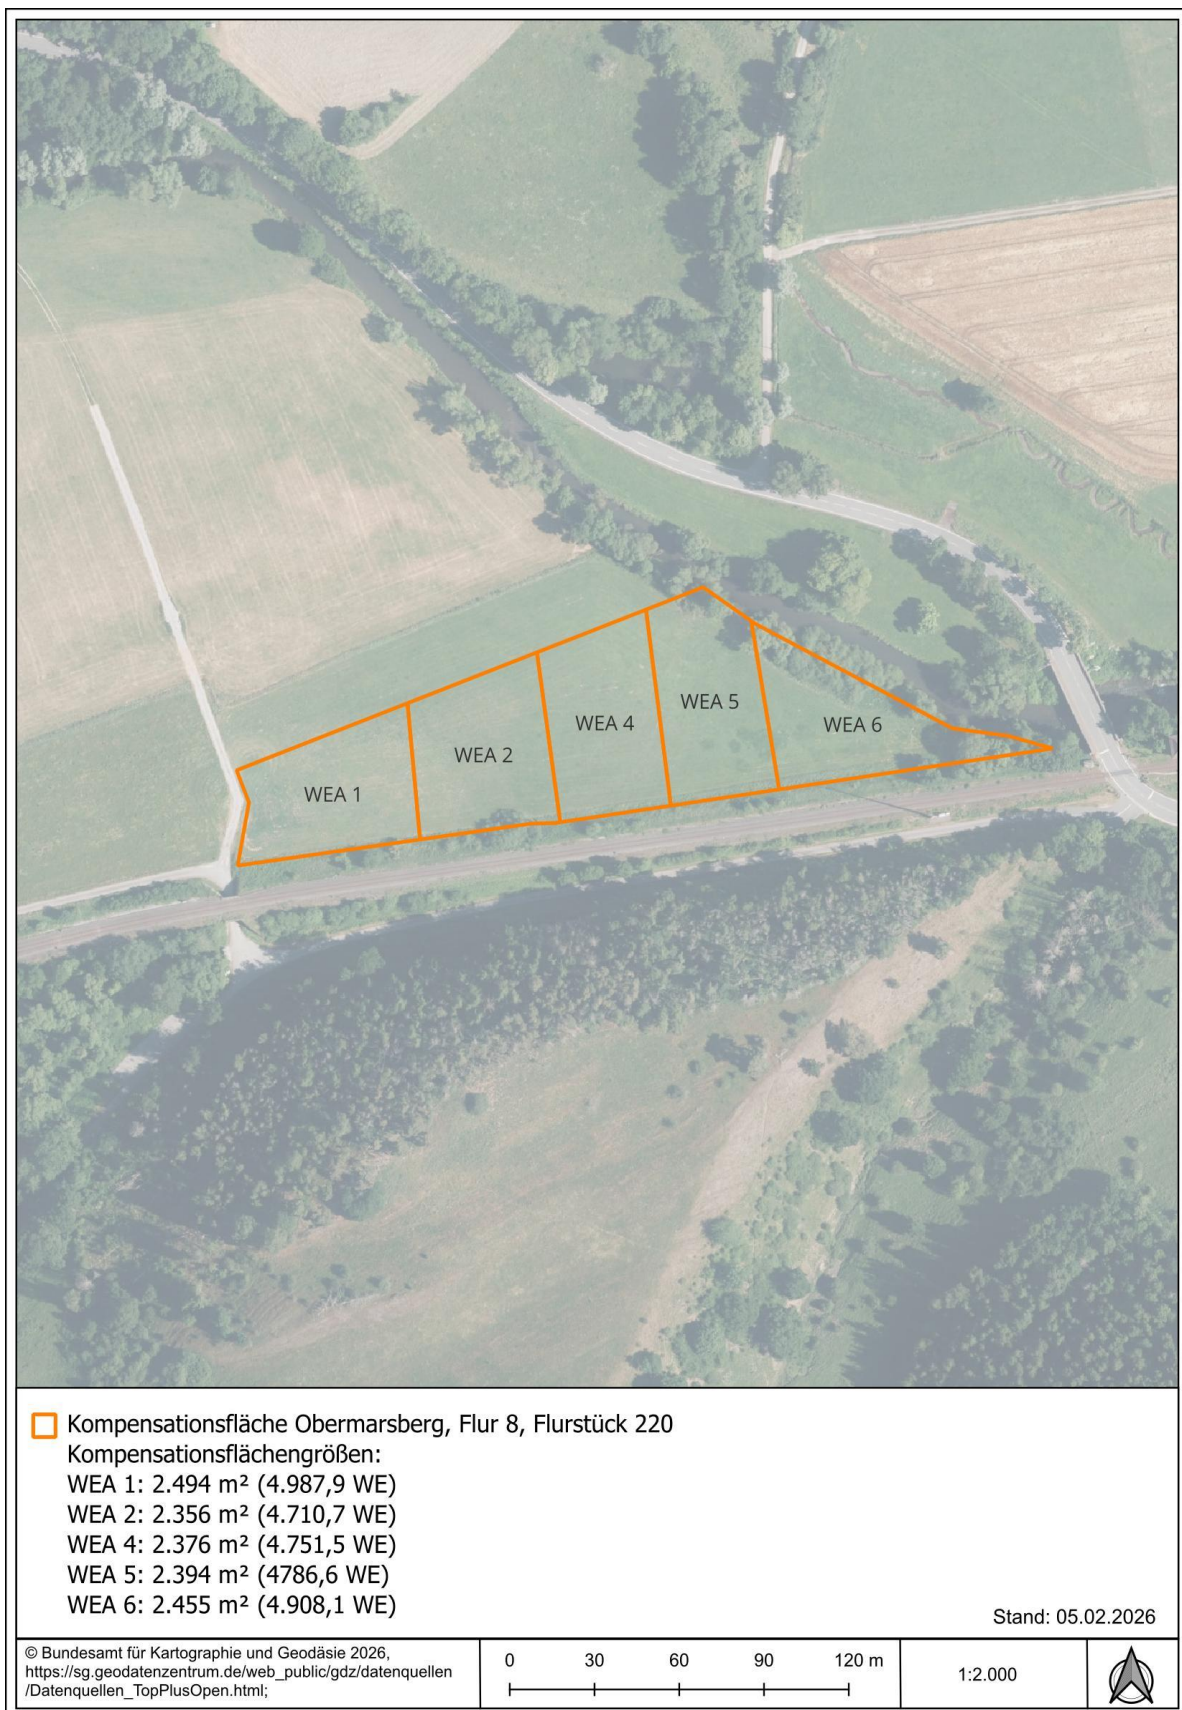 WEA 1
WEA 2
WEA 4
WEA 5
WEA 6
Kompensationsfläche Obermarsberg, Flur 8, Flurstück 220
Kompensationsflächengrößen:
WEA 1: 2.494 m² (4.987,9 WE)
WEA 2: 2.356 m² (4.710,7 WE)
WEA 4: 2.376 m² (4.751,5 WE)
WEA 5: 2.394 m² (4786,6 WE)
WEA 6: 2.455 m² (4.908,1 WE)
Stand: 05.02.2026
© Bundesamt für Kartographie und Geodäsie 2026,
https://sg.geodatenzentrum.de/web_public/gdz/datenquellen
/Datenquellen_TopPlusOpen.html;
0 30 60 90 120 m
1:2.000